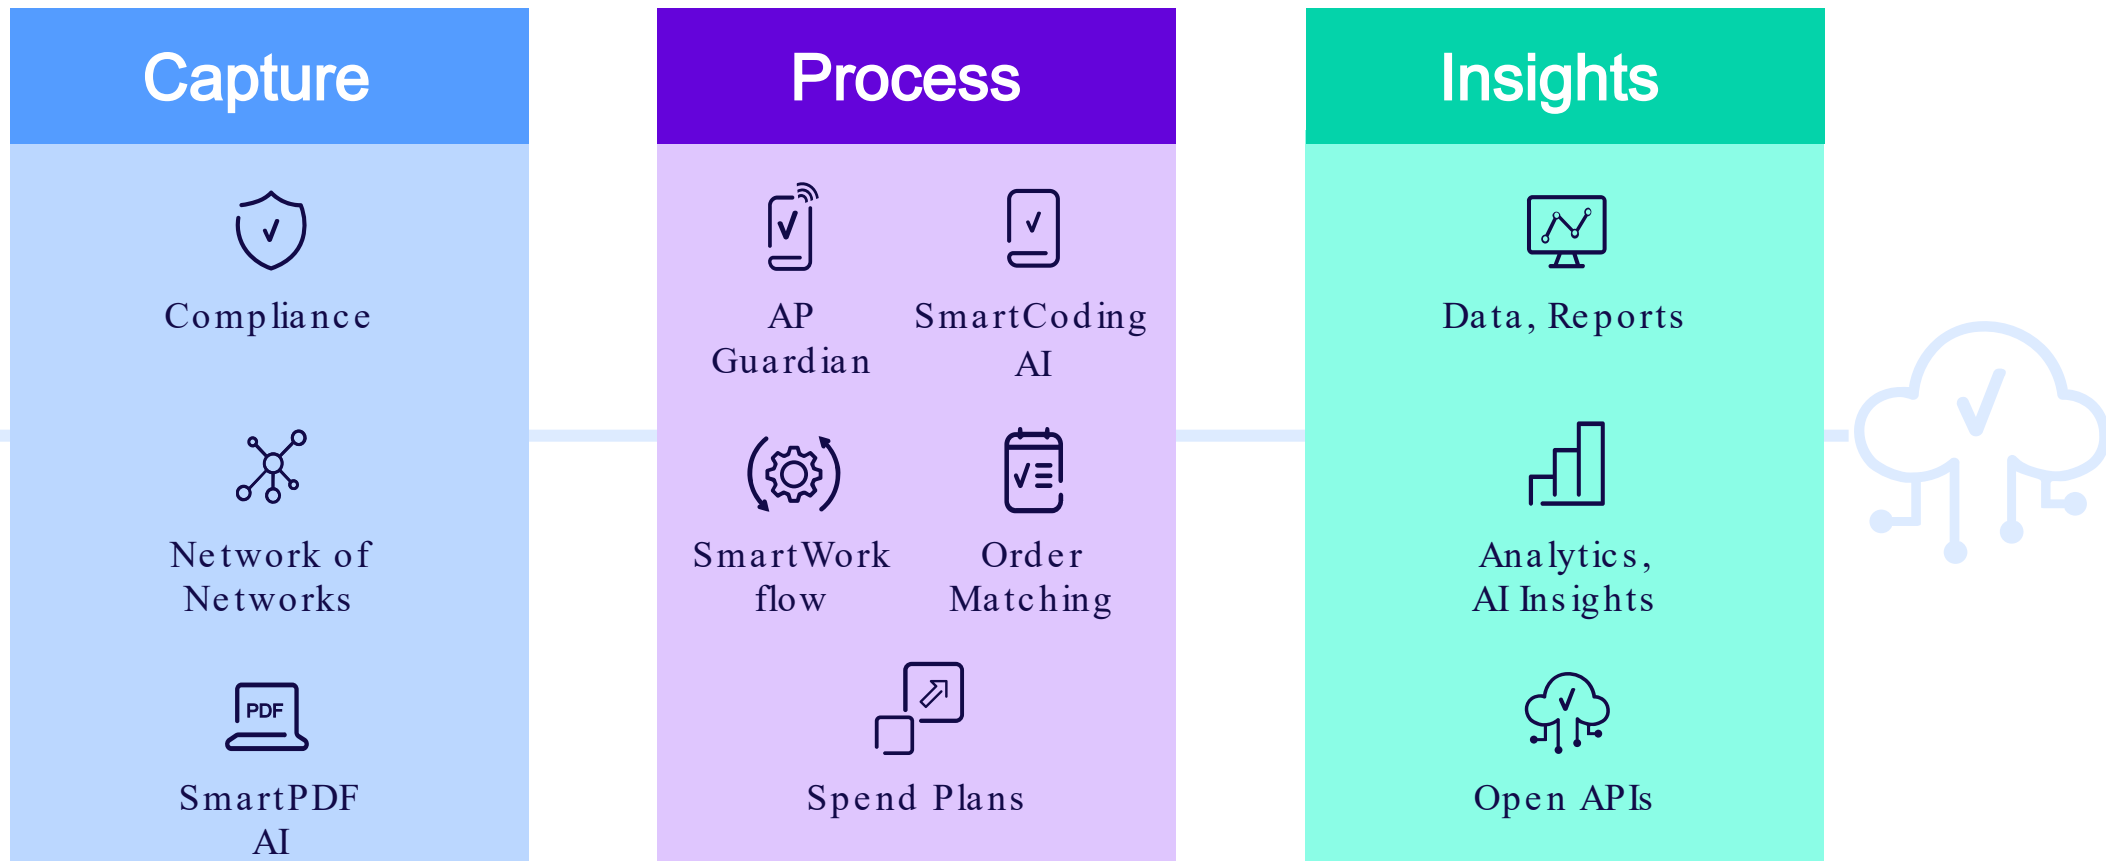 Capture
Compliance
Network of
Networks
PDF
SmartPDF
AI
Process
AP
Guardian
SmartCoding
AI
SmartWork
flow
Order
Matching
Spend Plans
Insights
Data, Reports
Analytics,
AI Insights
Open APIs